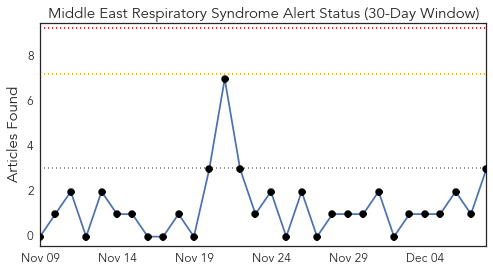 Middle East Respiratory Syndrome Alert Status (30-Day Window)
Articles Found
8
6
4
2
0
Nov 09 Nov 14 Nov 19 Nov 24 Nov 29 Dec 04